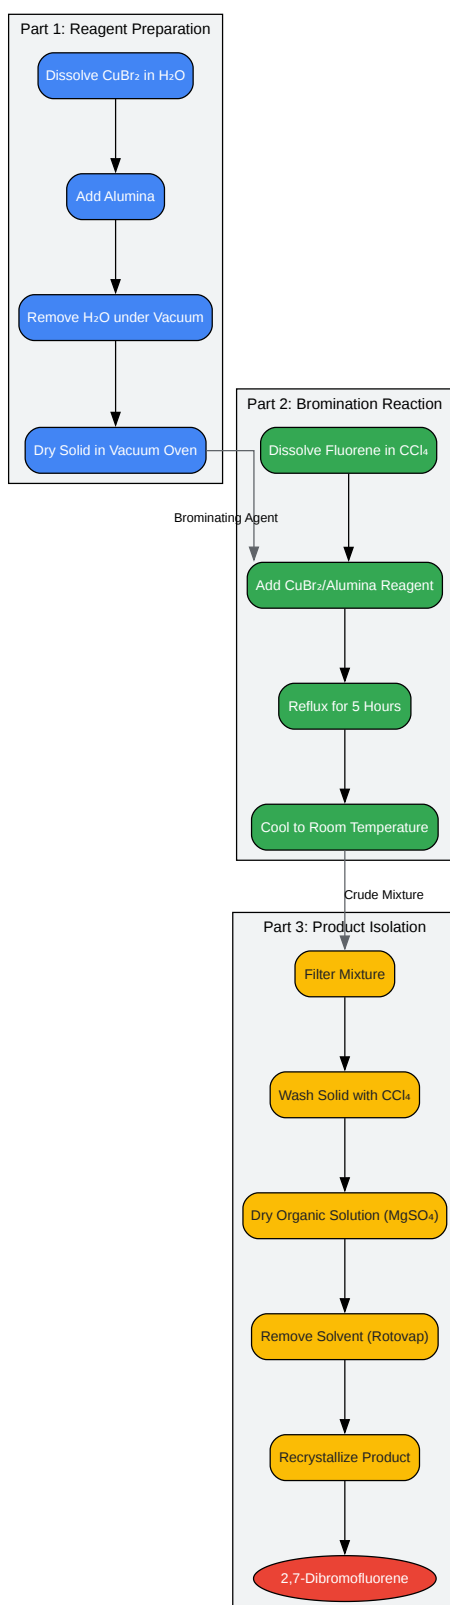 Part 1: Reagent Preparation
Dissolve CuBr₂ in H₂O
Add Alumina
Remove H₂O under Vacuum
Dry Solid in Vacuum Oven
Brominating Agent
Part 2: Bromination Reaction
Dissolve Fluorene in CCl₄
Add CuBr₂/Alumina Reagent
Reflux for 5 Hours
Cool to Room Temperature
Crude Mixture
Part 3: Product Isolation
Filter Mixture
Wash Solid with CCl₄
Dry Organic Solution (MgSO₄)
Remove Solvent (Rotovap)
Recrystallize Product
2,7-Dibromofluorene